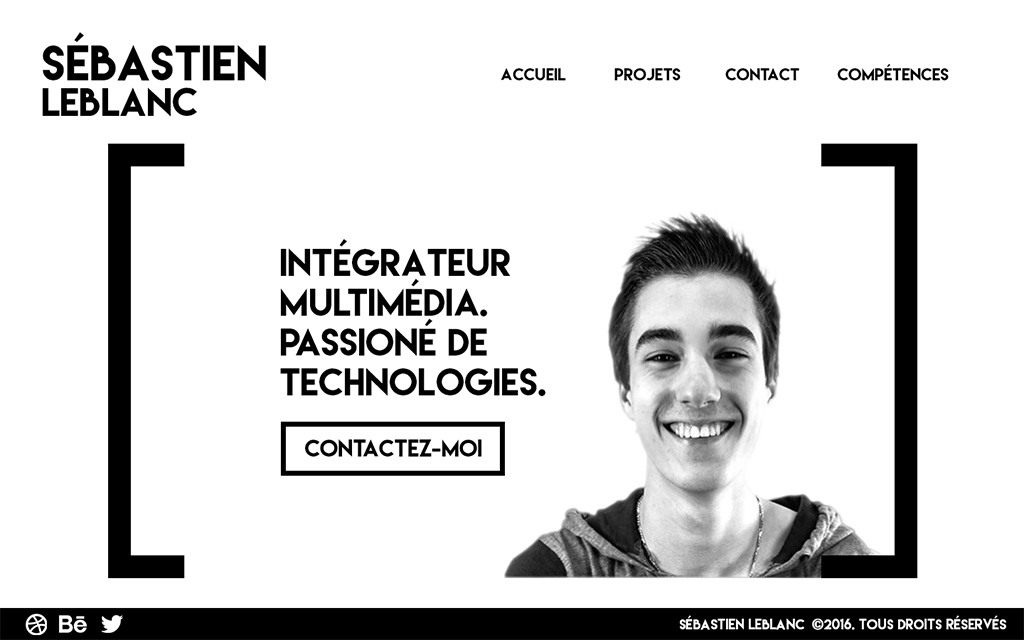 SÉBASTIEN
LEBLANC
ACCUEIL PROJETS CONTACT COMPÉTENCES
INTÉGRATEUR
MULTIMÉDIA.
PASSIONÉ DE
TECHNOLOGIES.
CONTACTEZ-MOI
Bē SÉBASTIEN LEBLANC ©2016. TOUS DROITS RÉSERVÉS